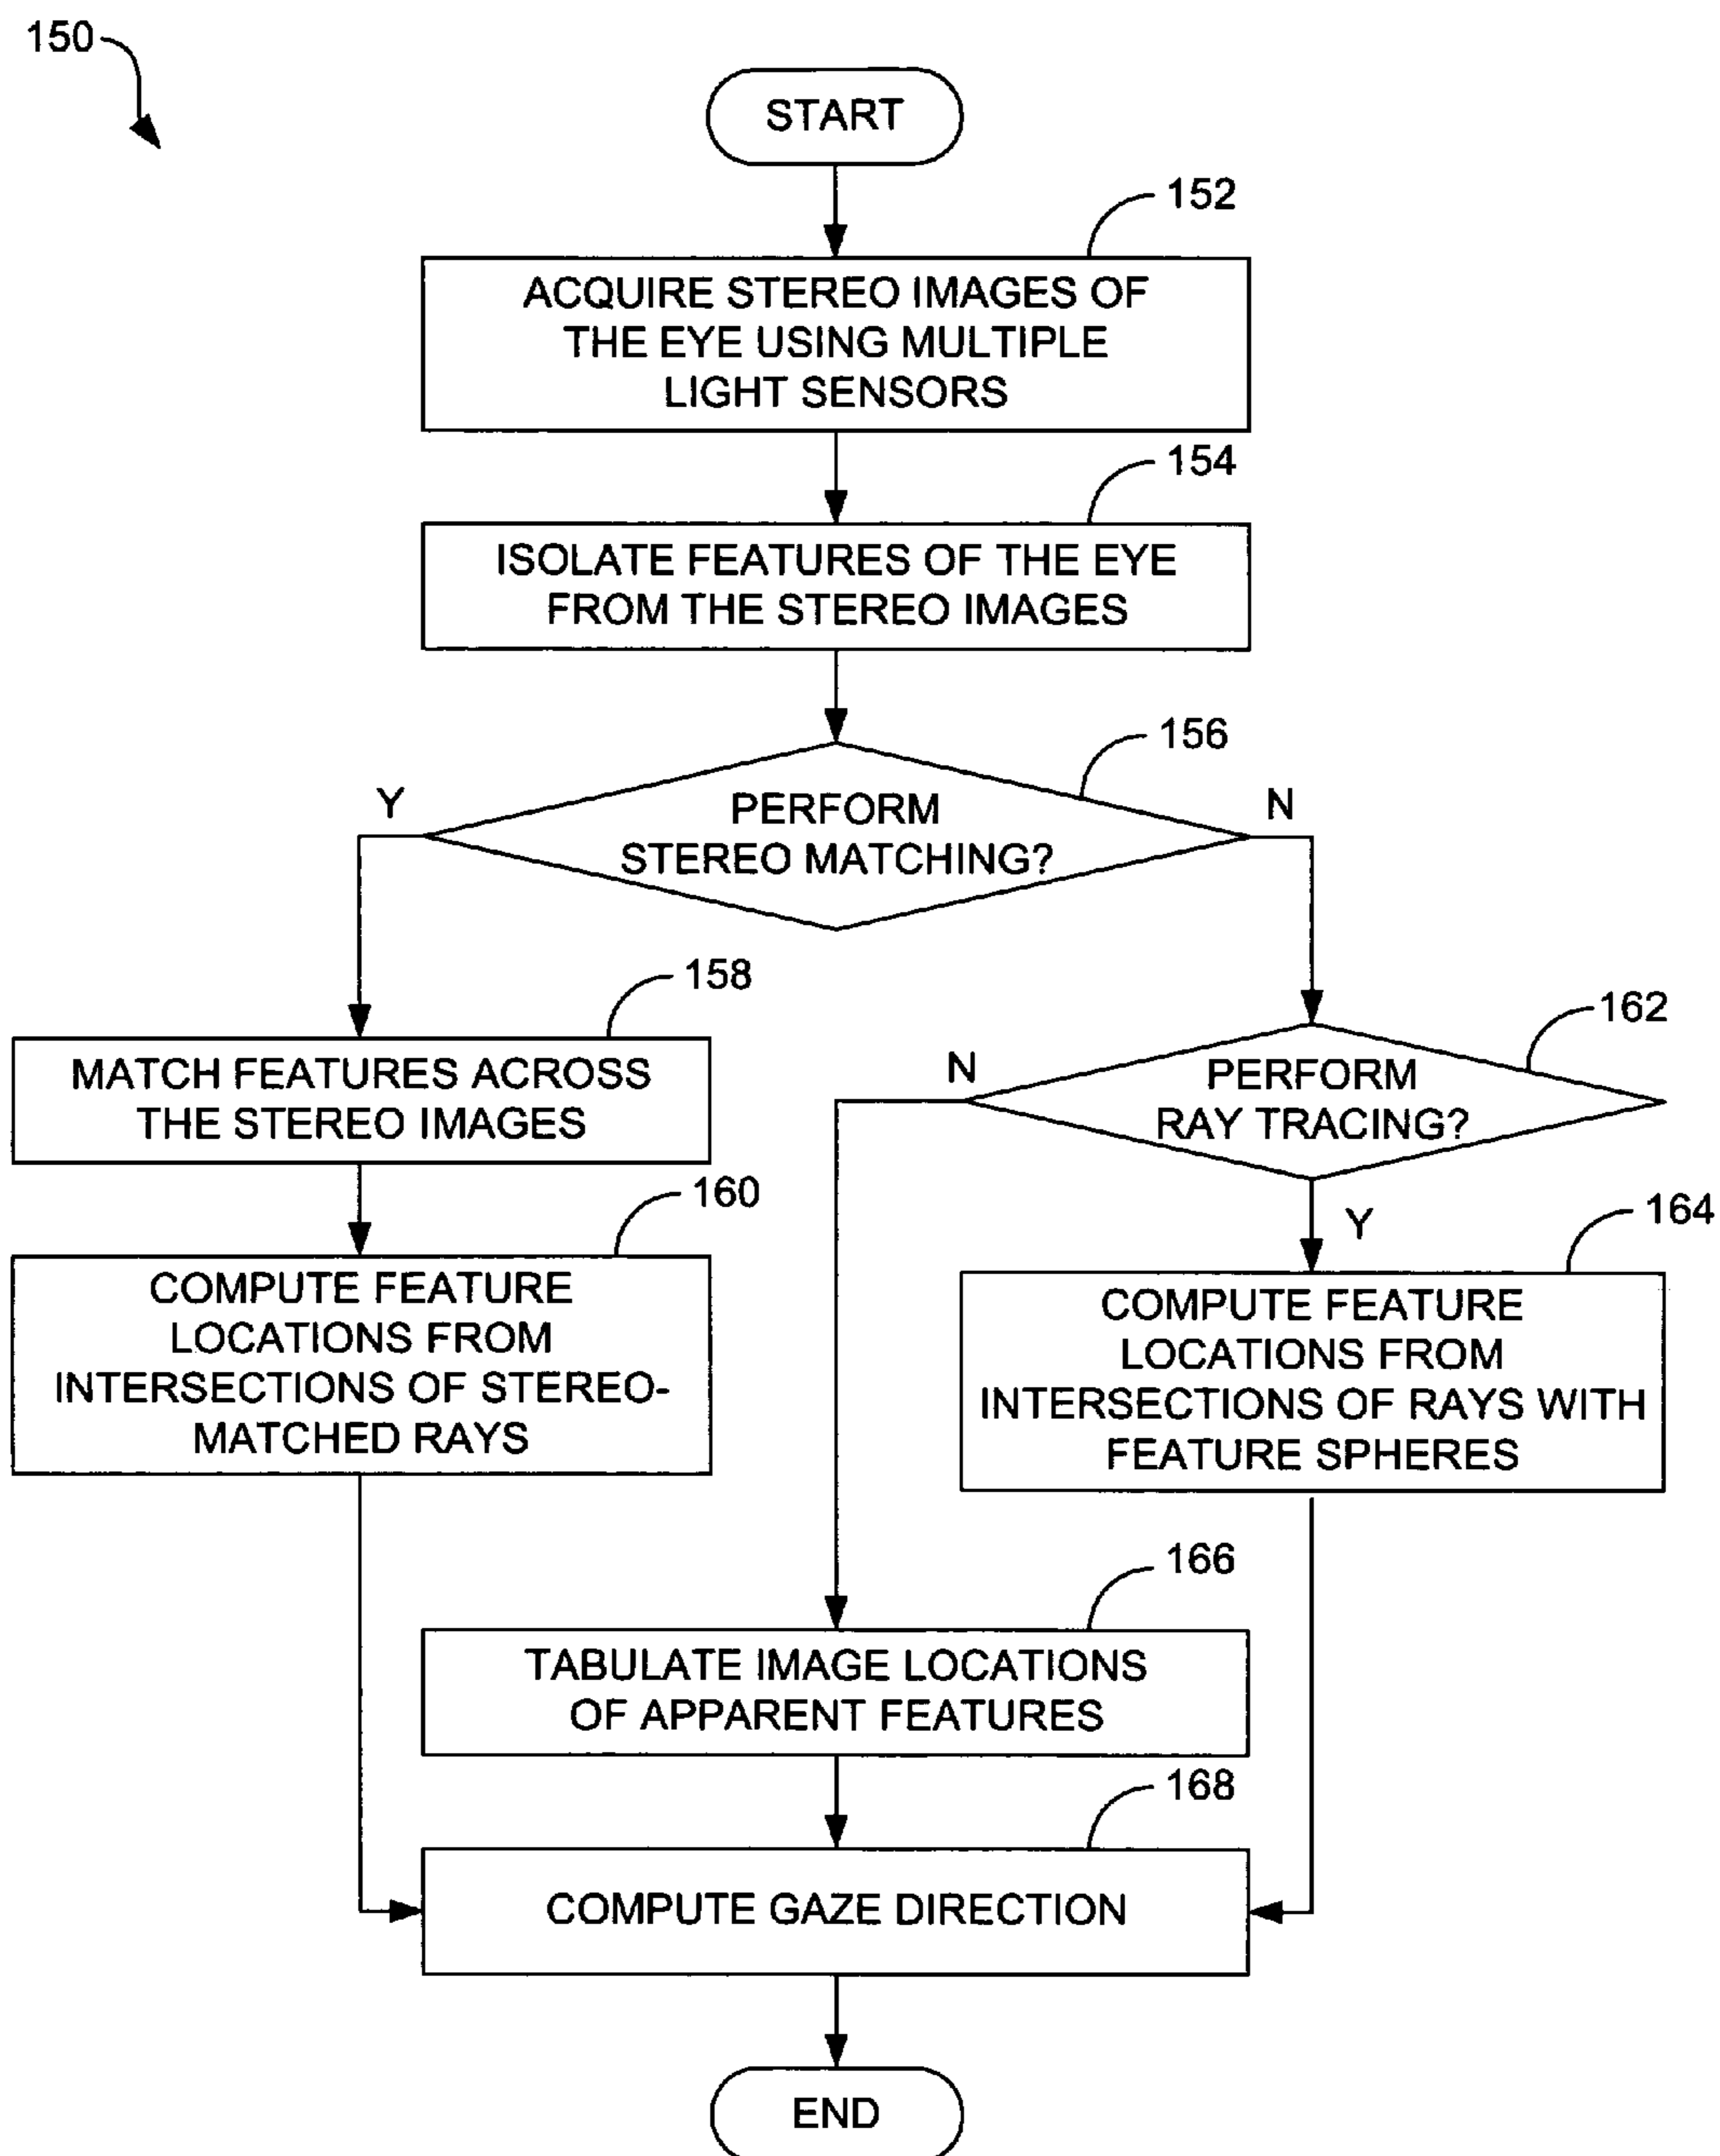 150
START
152
ACQUIRE STEREO IMAGES OF
THE EYE USING MULTIPLE
LIGHT SENSORS
154
ISOLATE FEATURES OF THE EYE
FROM THE STEREO IMAGES
156
Y
PERFORM
STEREO MATCHING?
N
158
MATCH FEATURES ACROSS
THE STEREO IMAGES
160
COMPUTE FEATURE
LOCATIONS FROM
INTERSECTIONS OF STEREO-
MATCHED RAYS
162
N
PERFORM
RAY TRACING?
Y
164
COMPUTE FEATURE
LOCATIONS FROM
INTERSECTIONS OF RAYS WITH
FEATURE SPHERES
166
TABULATE IMAGE LOCATIONS
OF APPARENT FEATURES
168
COMPUTE GAZE DIRECTION
END